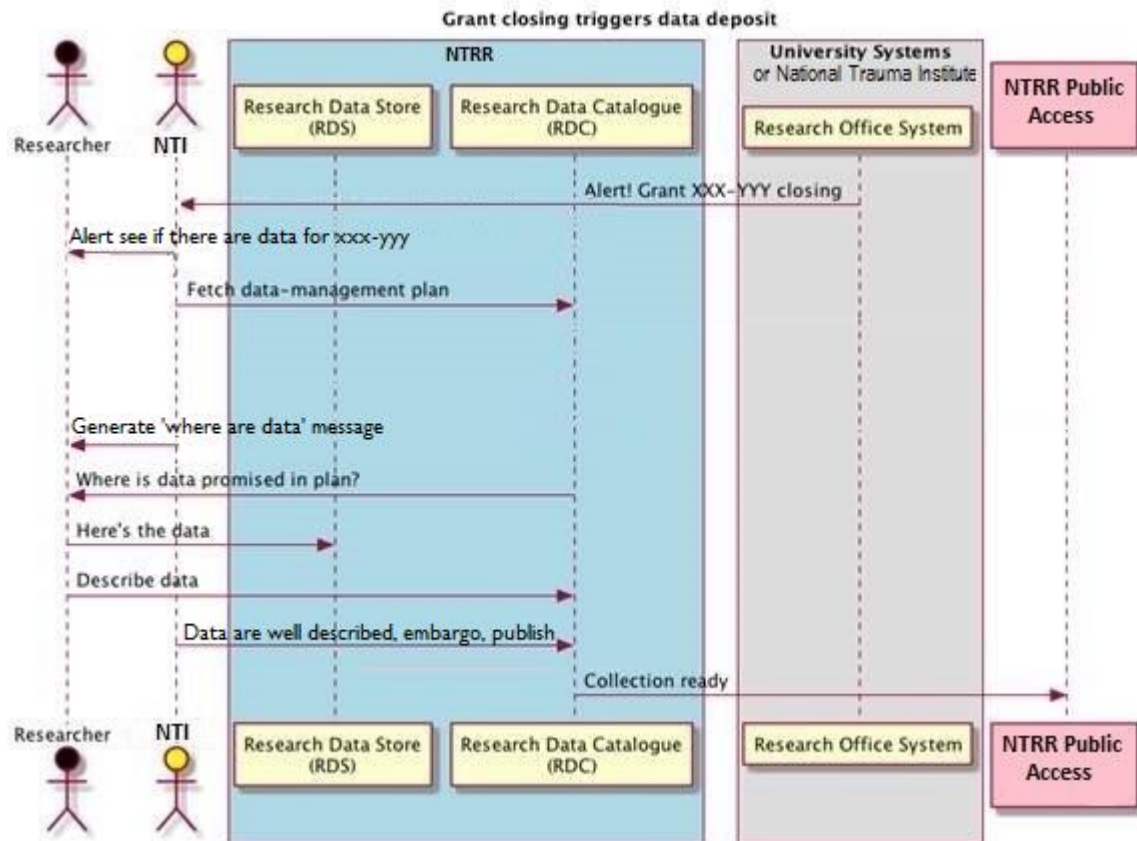 Grant closing triggers data deposit
NTRR
University Systems
or National Trauma Institute
Research Data Store
(RDS)
Research Data Catalogue
(RDC)
Research Office System
NTRR Public
Access
Researcher
NTI
Alert! Grant XXX-YYY closing
Alert see if there are data for xxx-yyy
Fetch data-management plan
Generate 'where are data' message
Where is data promised in plan?
Here's the data
Describe data
Data are well described, embargo, publish
Collection ready
Researcher
NTI
Research Data Store
(RDS)
Research Data Catalogue
(RDC)
Research Office System
NTRR Public
Access